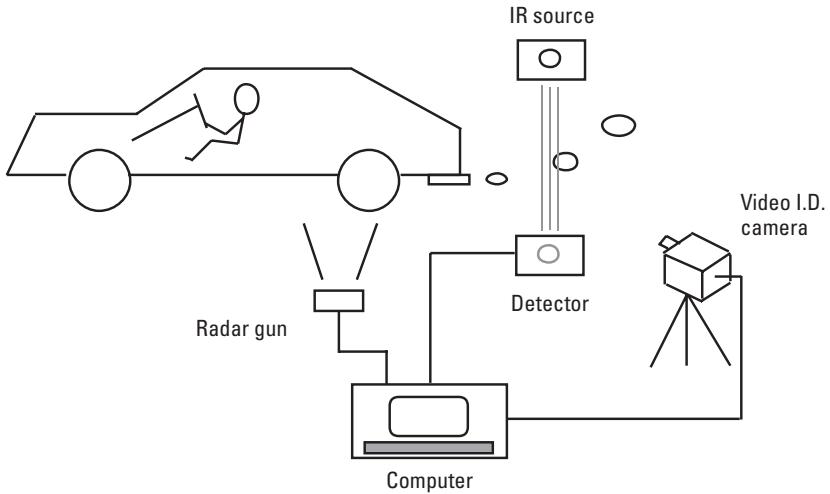 IR source
Video I.D.
camera
Detector
Radar gun
Computer